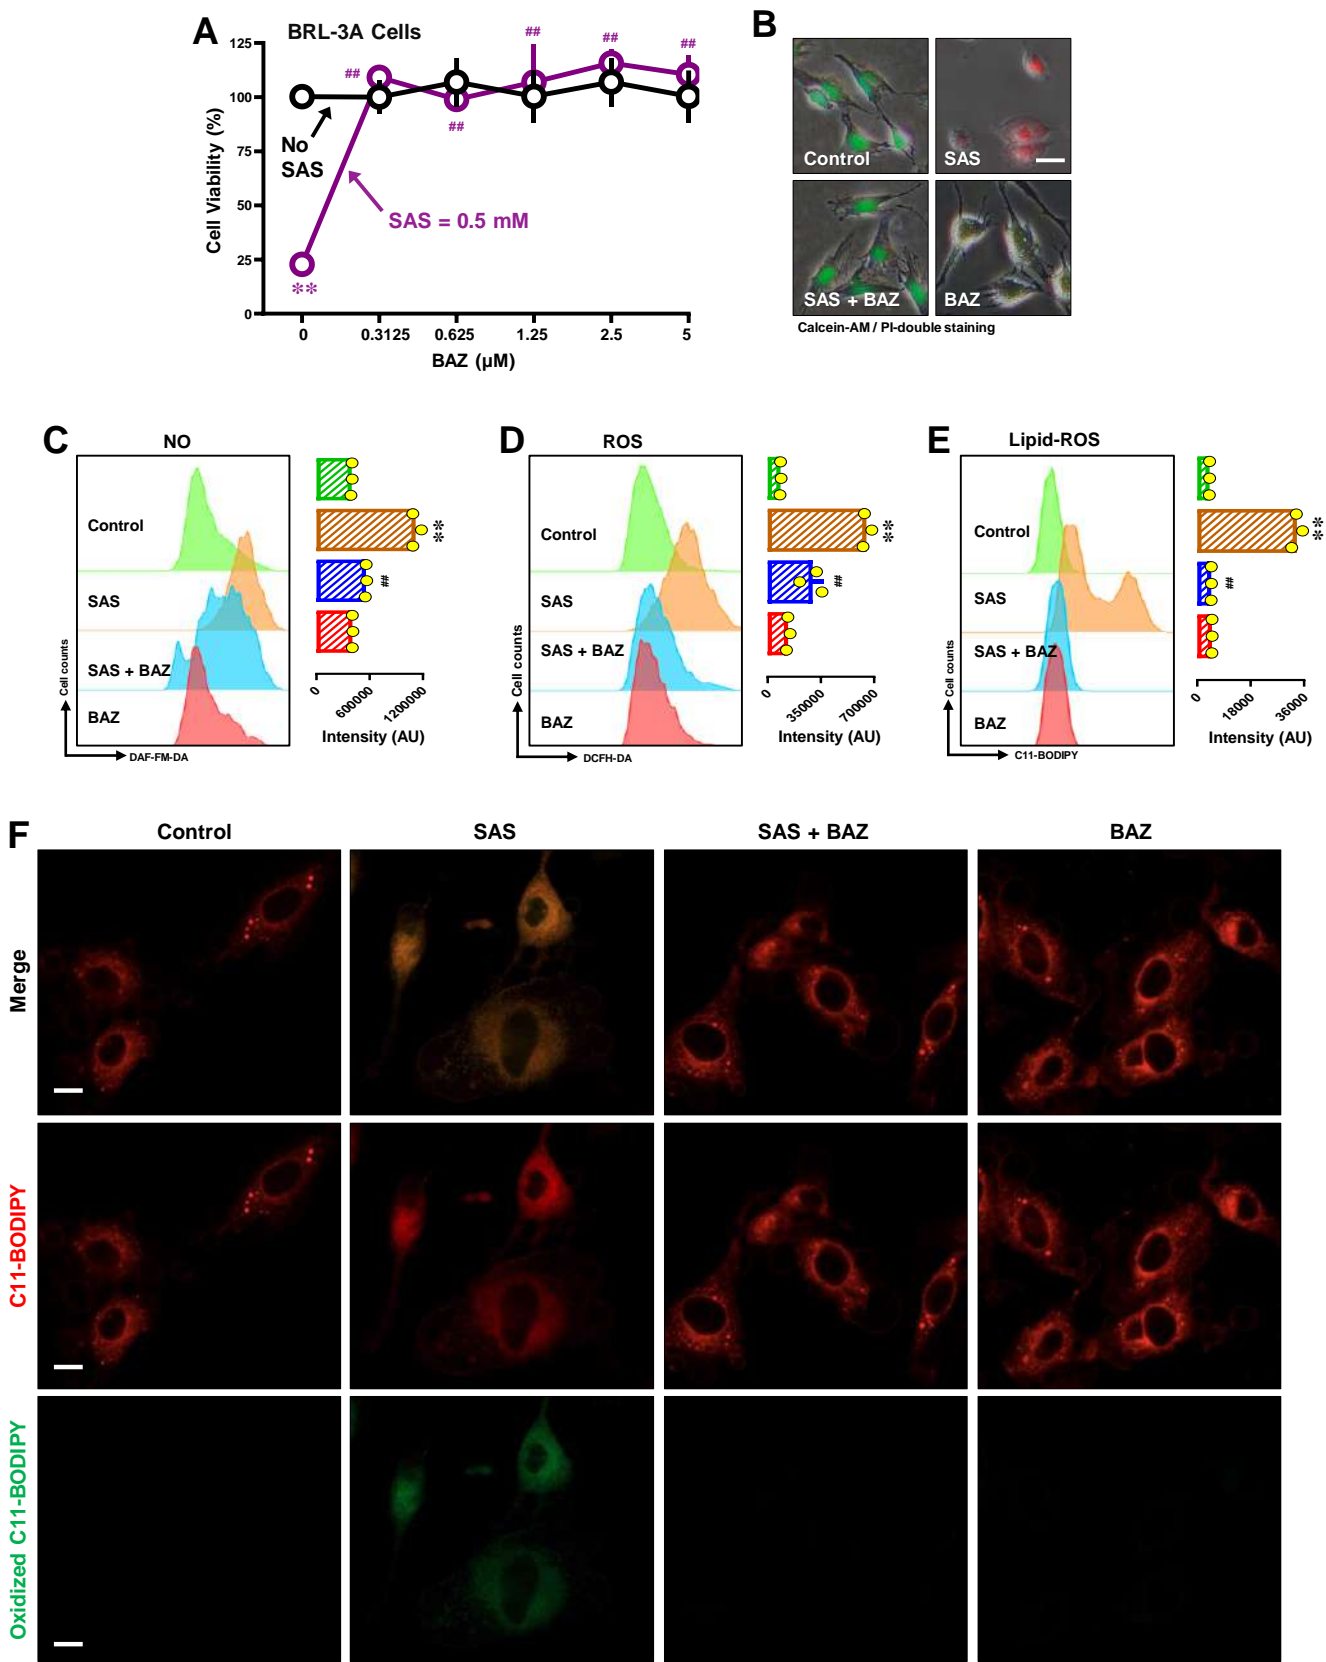 A
BRL-3A Cells
Cell Viability (%)
125
100
75
50
25
0
##
##
##
##
##
No
SAS
SAS = 0.5 mM
**
0
0.3125
0.625
1.25
2.5
5
BAZ (µM)
B
Control
SAS
SAS + BAZ
BAZ
Calcein-AM / PI-double staining
C
NO
Control
SAS
SAS + BAZ
BAZ
Cell counts
DAF-FM-DA
**
##
0
600000
1200000
Intensity (AU)
D
ROS
Control
SAS
SAS + BAZ
BAZ
Cell counts
DCFH-DA
**
##
0
350000
700000
Intensity (AU)
E
Lipid-ROS
Control
SAS
SAS + BAZ
BAZ
Cell counts
C11-BODIPY
**
##
0
18000
36000
Intensity (AU)
F
Control
SAS
SAS + BAZ
BAZ
Merge
C11-BODIPY
Oxidized C11-BODIPY